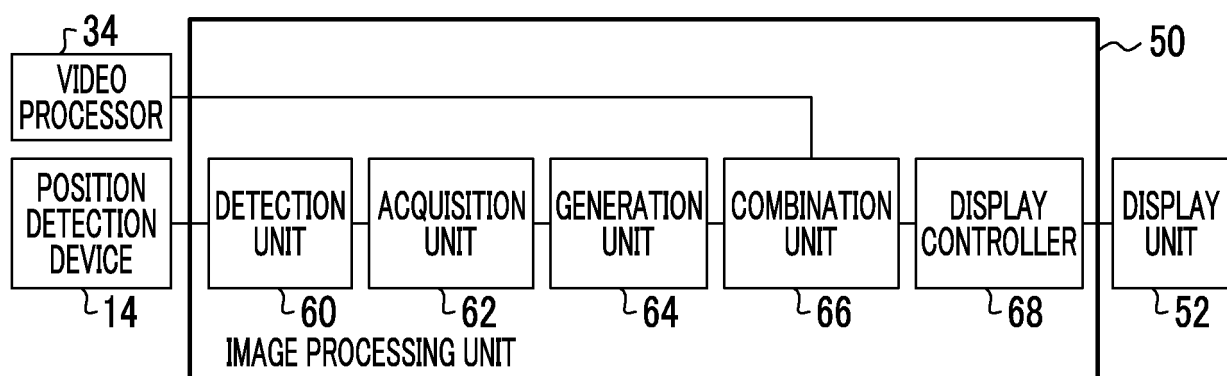 34
VIDEO
PROCESSOR
50
POSITION
DETECTION
DEVICE
14
DETECTION
UNIT
60
ACQUISITION
UNIT
62
GENERATION
UNIT
64
COMBINATION
UNIT
66
DISPLAY
CONTROLLER
68
DISPLAY
UNIT
52
IMAGE PROCESSING UNIT